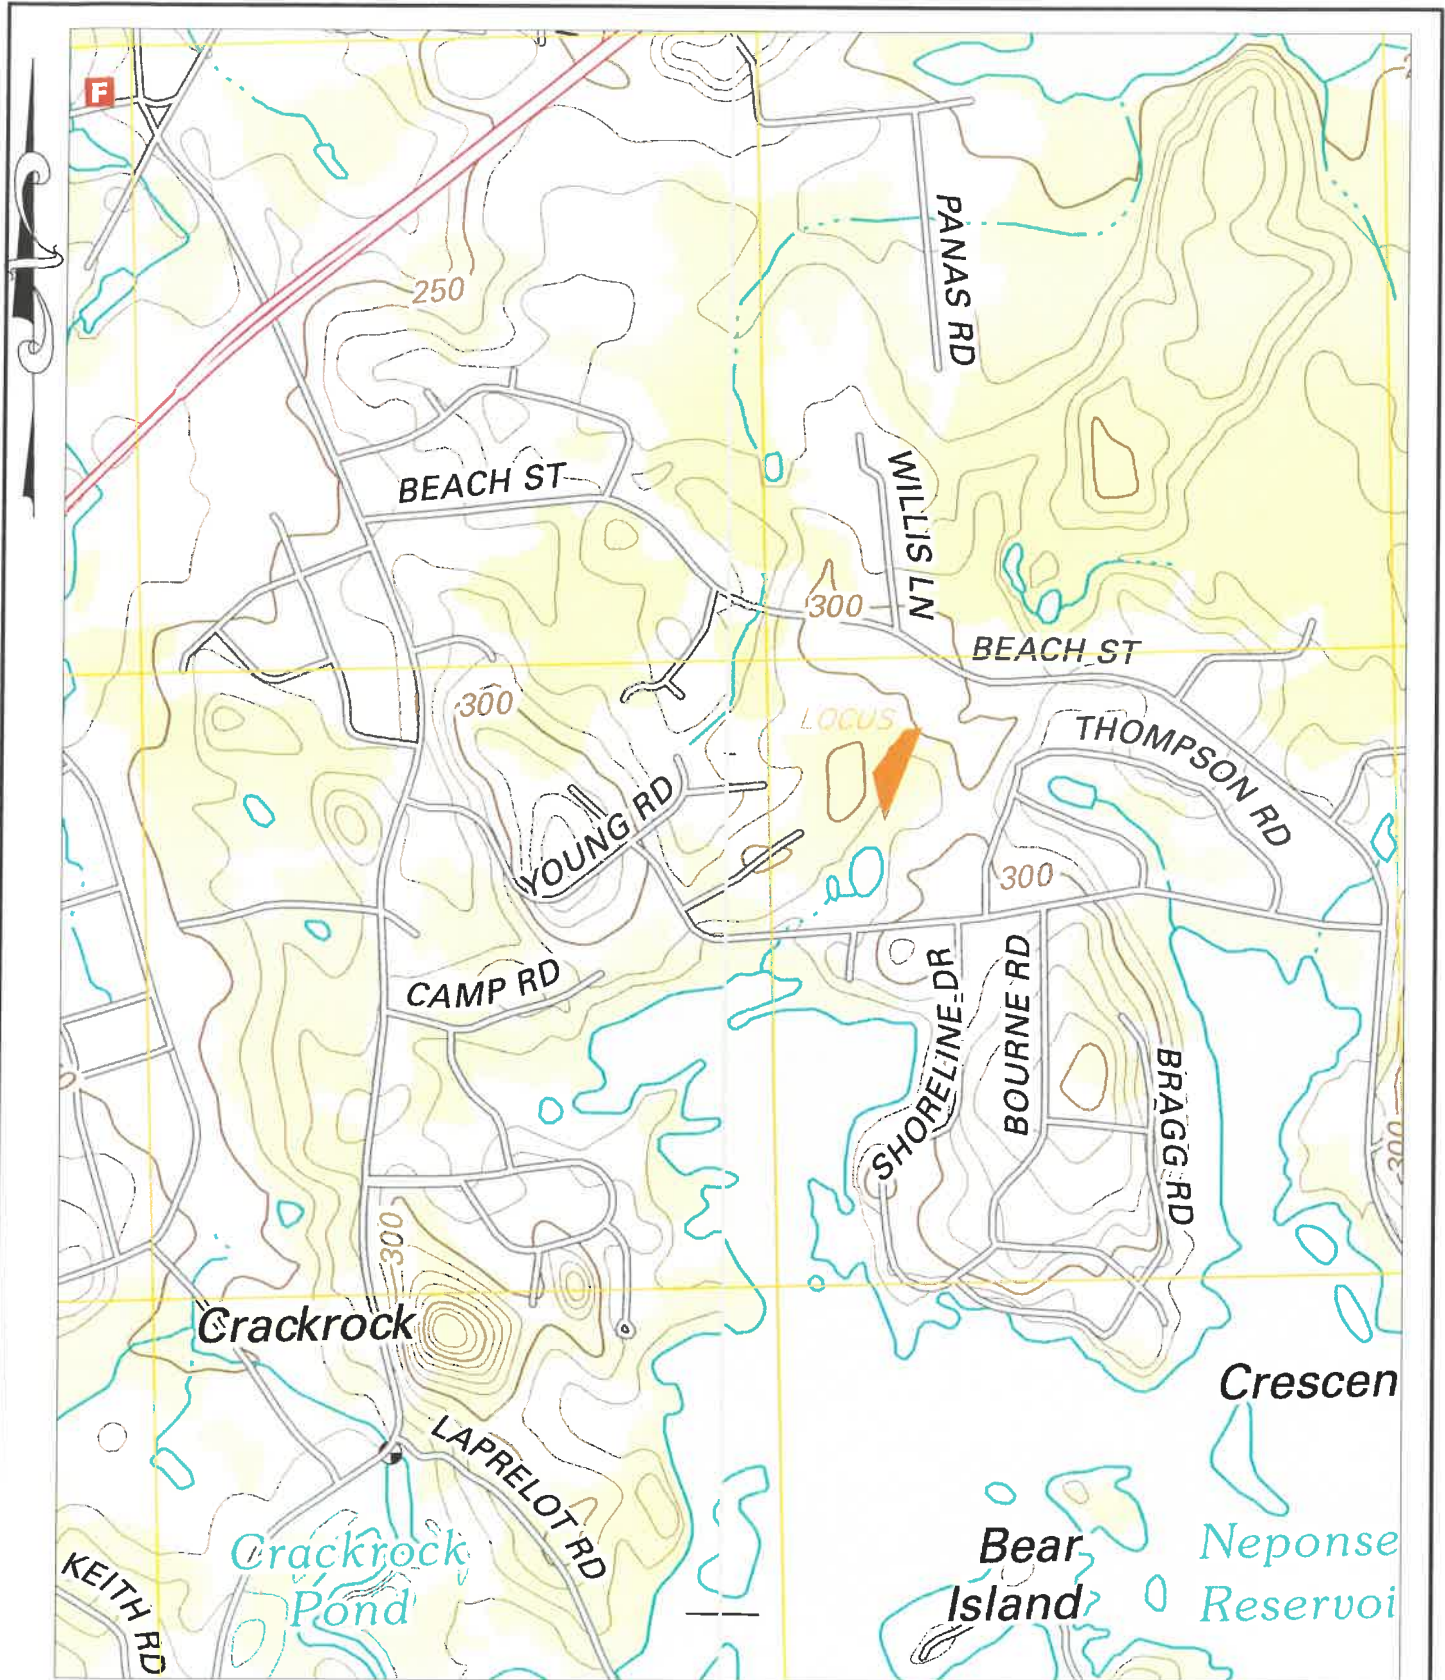 F
250
PANAS RD
BEACH ST
WILLIS LN
300
BEACH ST
300
LOCUS
THOMPSON RD
YOUNG RD
300
CAMP RD
SHORELINE DR
BOURNE RD
BRAGG RD
300
300
Crackrock
Crescen
LAPRELOT RD
Crackrock
Pond
KEITH RD
Bear
Island
Neponse
Reservoi